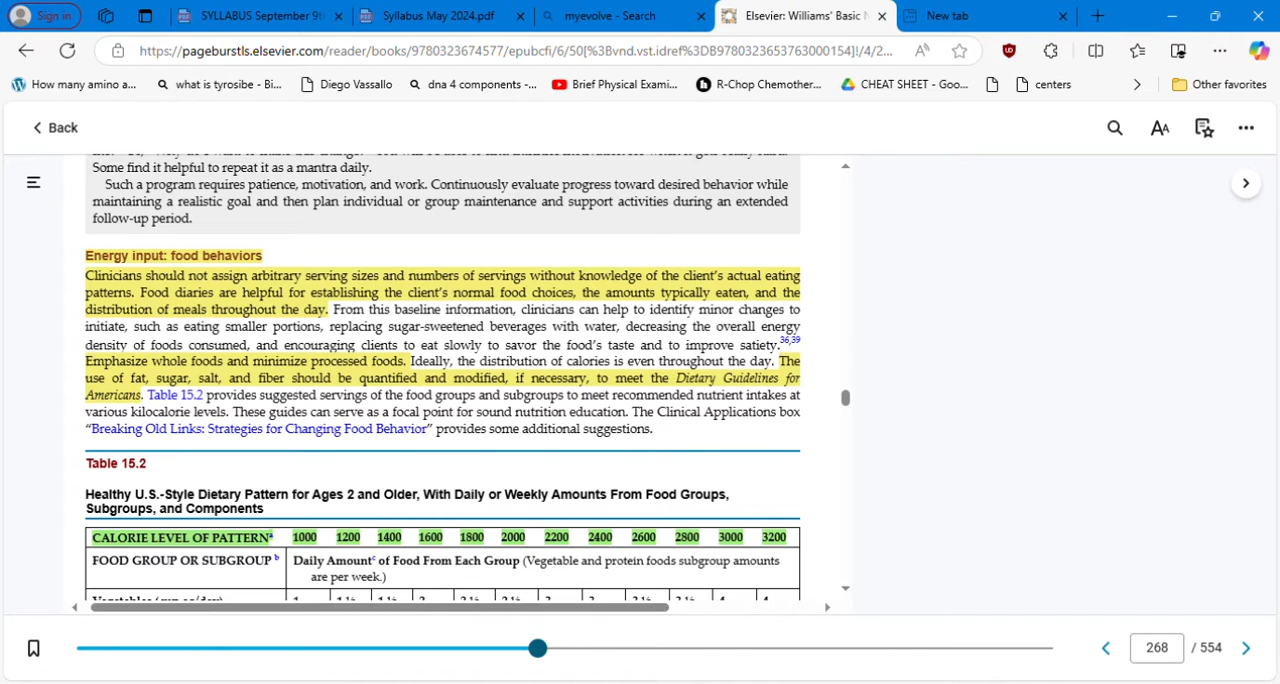 Sign in
SYLLABUS September 9th
Syllabus May 2024.pdf
myevolve - Search
Elsevier: Williams' Basic N
New tab
https://pageburstls.elsevier.com/reader/books/9780323674577/epubcfi/6/50[%3Bvnd.vst.idref%3DB9780323653763000154]!/4/2...
How many amino a...
what is tyrosibe - Bi...
Diego Vassallo
dna 4 components -...
Brief Physical Exami...
R-Chop Chemother...
CHEAT SHEET - Goo...
centers
Other favorites
Back
Some find it helpful to repeat it as a mantra daily.
Such a program requires patience, motivation, and work. Continuously evaluate progress toward desired behavior while
maintaining a realistic goal and then plan individual or group maintenance and support activities during an extended
follow-up period.
Energy input: food behaviors
Clinicians should not assign arbitrary serving sizes and numbers of servings without knowledge of the client's actual eating
patterns. Food diaries are helpful for establishing the client's normal food choices, the amounts typically eaten, and the
distribution of meals throughout the day. From this baseline information, clinicians can help to identify minor changes to
initiate, such as eating smaller portions, replacing sugar-sweetened beverages with water, decreasing the overall energy
density of foods consumed, and encouraging clients to eat slowly to savor the food's taste and to improve satiety.36,39
Emphasize whole foods and minimize processed foods. Ideally, the distribution of calories is even throughout the day. The
use of fat, sugar, salt, and fiber should be quantified and modified, if necessary, to meet the Dietary Guidelines for
Americans. Table 15.2 provides suggested servings of the food groups and subgroups to meet recommended nutrient intakes at
various kilocalorie levels. These guides can serve as a focal point for sound nutrition education. The Clinical Applications box
"Breaking Old Links: Strategies for Changing Food Behavior" provides some additional suggestions.
Table 15.2
Healthy U.S.-Style Dietary Pattern for Ages 2 and Older, With Daily or Weekly Amounts From Food Groups,
Subgroups, and Components
CALORIE LEVEL OF PATTERNa 1000 1200 1400 1600 1800 2000 2200 2400 2600 2800 3000 3200
FOOD GROUP OR SUBGROUP b Daily Amountc of Food From Each Group (Vegetable and protein foods subgroup amounts
are per week.)
268 / 554